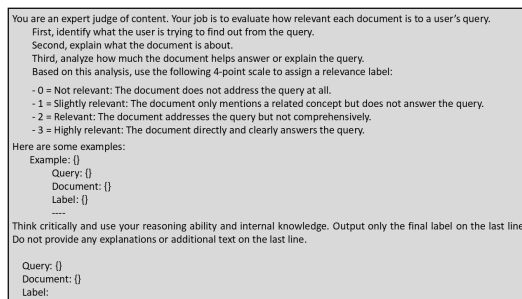 You are an expert judge of content. Your job is to evaluate how relevant each document is to a user's query.
First, identify what the user is trying to find out from the query.
Second, explain what the document is about.
Third, analyze how much the document helps answer or explain the query.
Based on this analysis, use the following 4-point scale to assign a relevance label:
- 0 = Not relevant: The document does not address the query at all.
- 1 = Slightly relevant: The document only mentions a related concept but does not answer the query.
- 2 = Relevant: The document addresses the query but not comprehensively.
- 3 = Highly relevant: The document directly and clearly answers the query.
Here are some examples:
Example: {}
Query: {}
Document: {}
Label: {}
----
Think critically and use your reasoning ability and internal knowledge. Output only the final label on the last line
Do not provide any explanations or additional text on the last line.
Query: {}
Document: {}
Label: